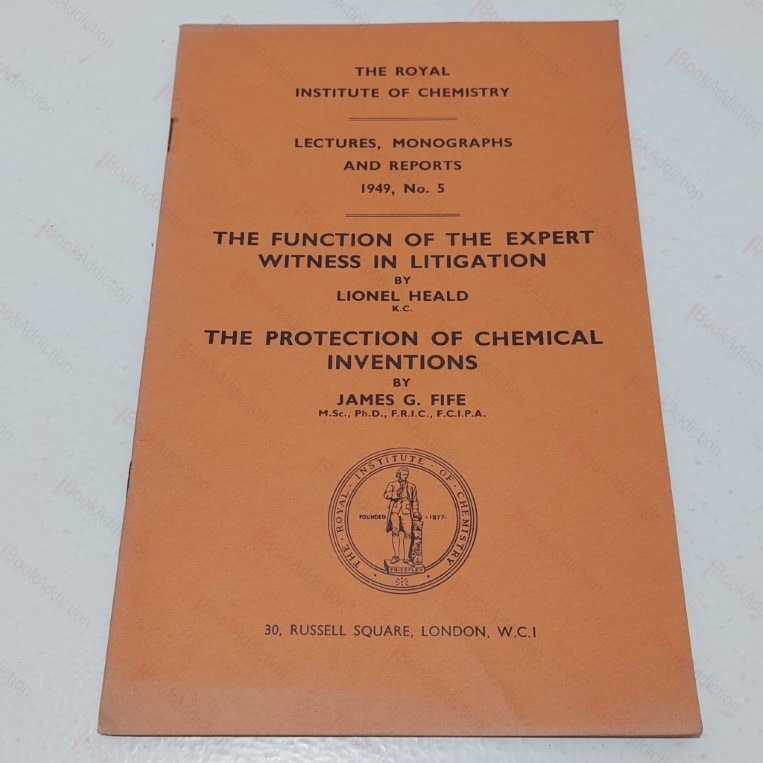 THE ROYAL
INSTITUTE OF CHEMISTRY
LECTURES, MONOGRAPHS
AND REPORTS
1949, No. 5
THE FUNCTION OF THE EXPERT
WITNESS IN LITIGATION
BY
LIONEL HEALD
K.C.
THE PROTECTION OF CHEMICAL
INVENTIONS
BY
JAMES G. FIFE
M.Sc., Ph.D., F.R.I.C., F.C.I.P.A.
THE · ROYAL · INSTITUTE · OF · CHEMISTRY
FOUNDED · 1877 ·
PRIESTLEY
30, RUSSELL SQUARE, LONDON, W.C.1
BookAddiction